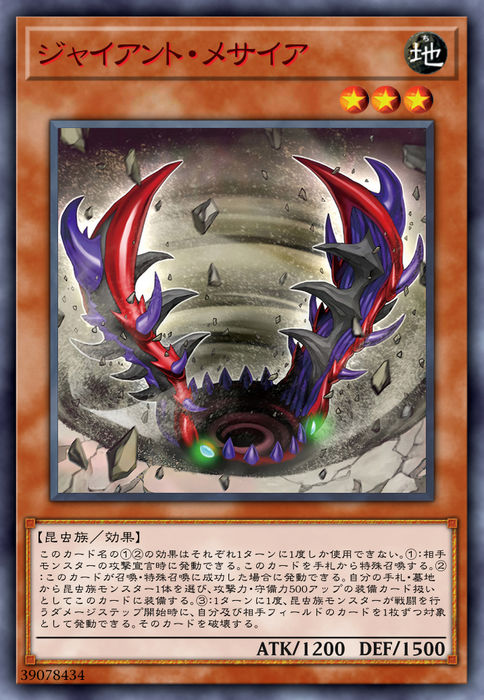 ジャイアント・メサイア
ち
地
【昆虫族／効果】
このカード名の①②の効果はそれぞれ1ターンに1度しか使用できない。①：相手
モンスターの攻撃宣言時に発動できる。このカードを手札から特殊召喚する。②
：このカードが召喚・特殊召喚に成功した場合に発動できる。自分の手札・墓地
から昆虫族モンスター1体を選び、攻撃力・守備力500アップの装備カード扱い
としてこのカードに装備する。③：1ターンに1度、昆虫族モンスターが戦闘を行
うダメージステップ開始時に、自分及び相手フィールドのカードを1枚ずつ対象
として発動できる。そのカードを破壊する。
ATK/1200 DEF/1500
39078434